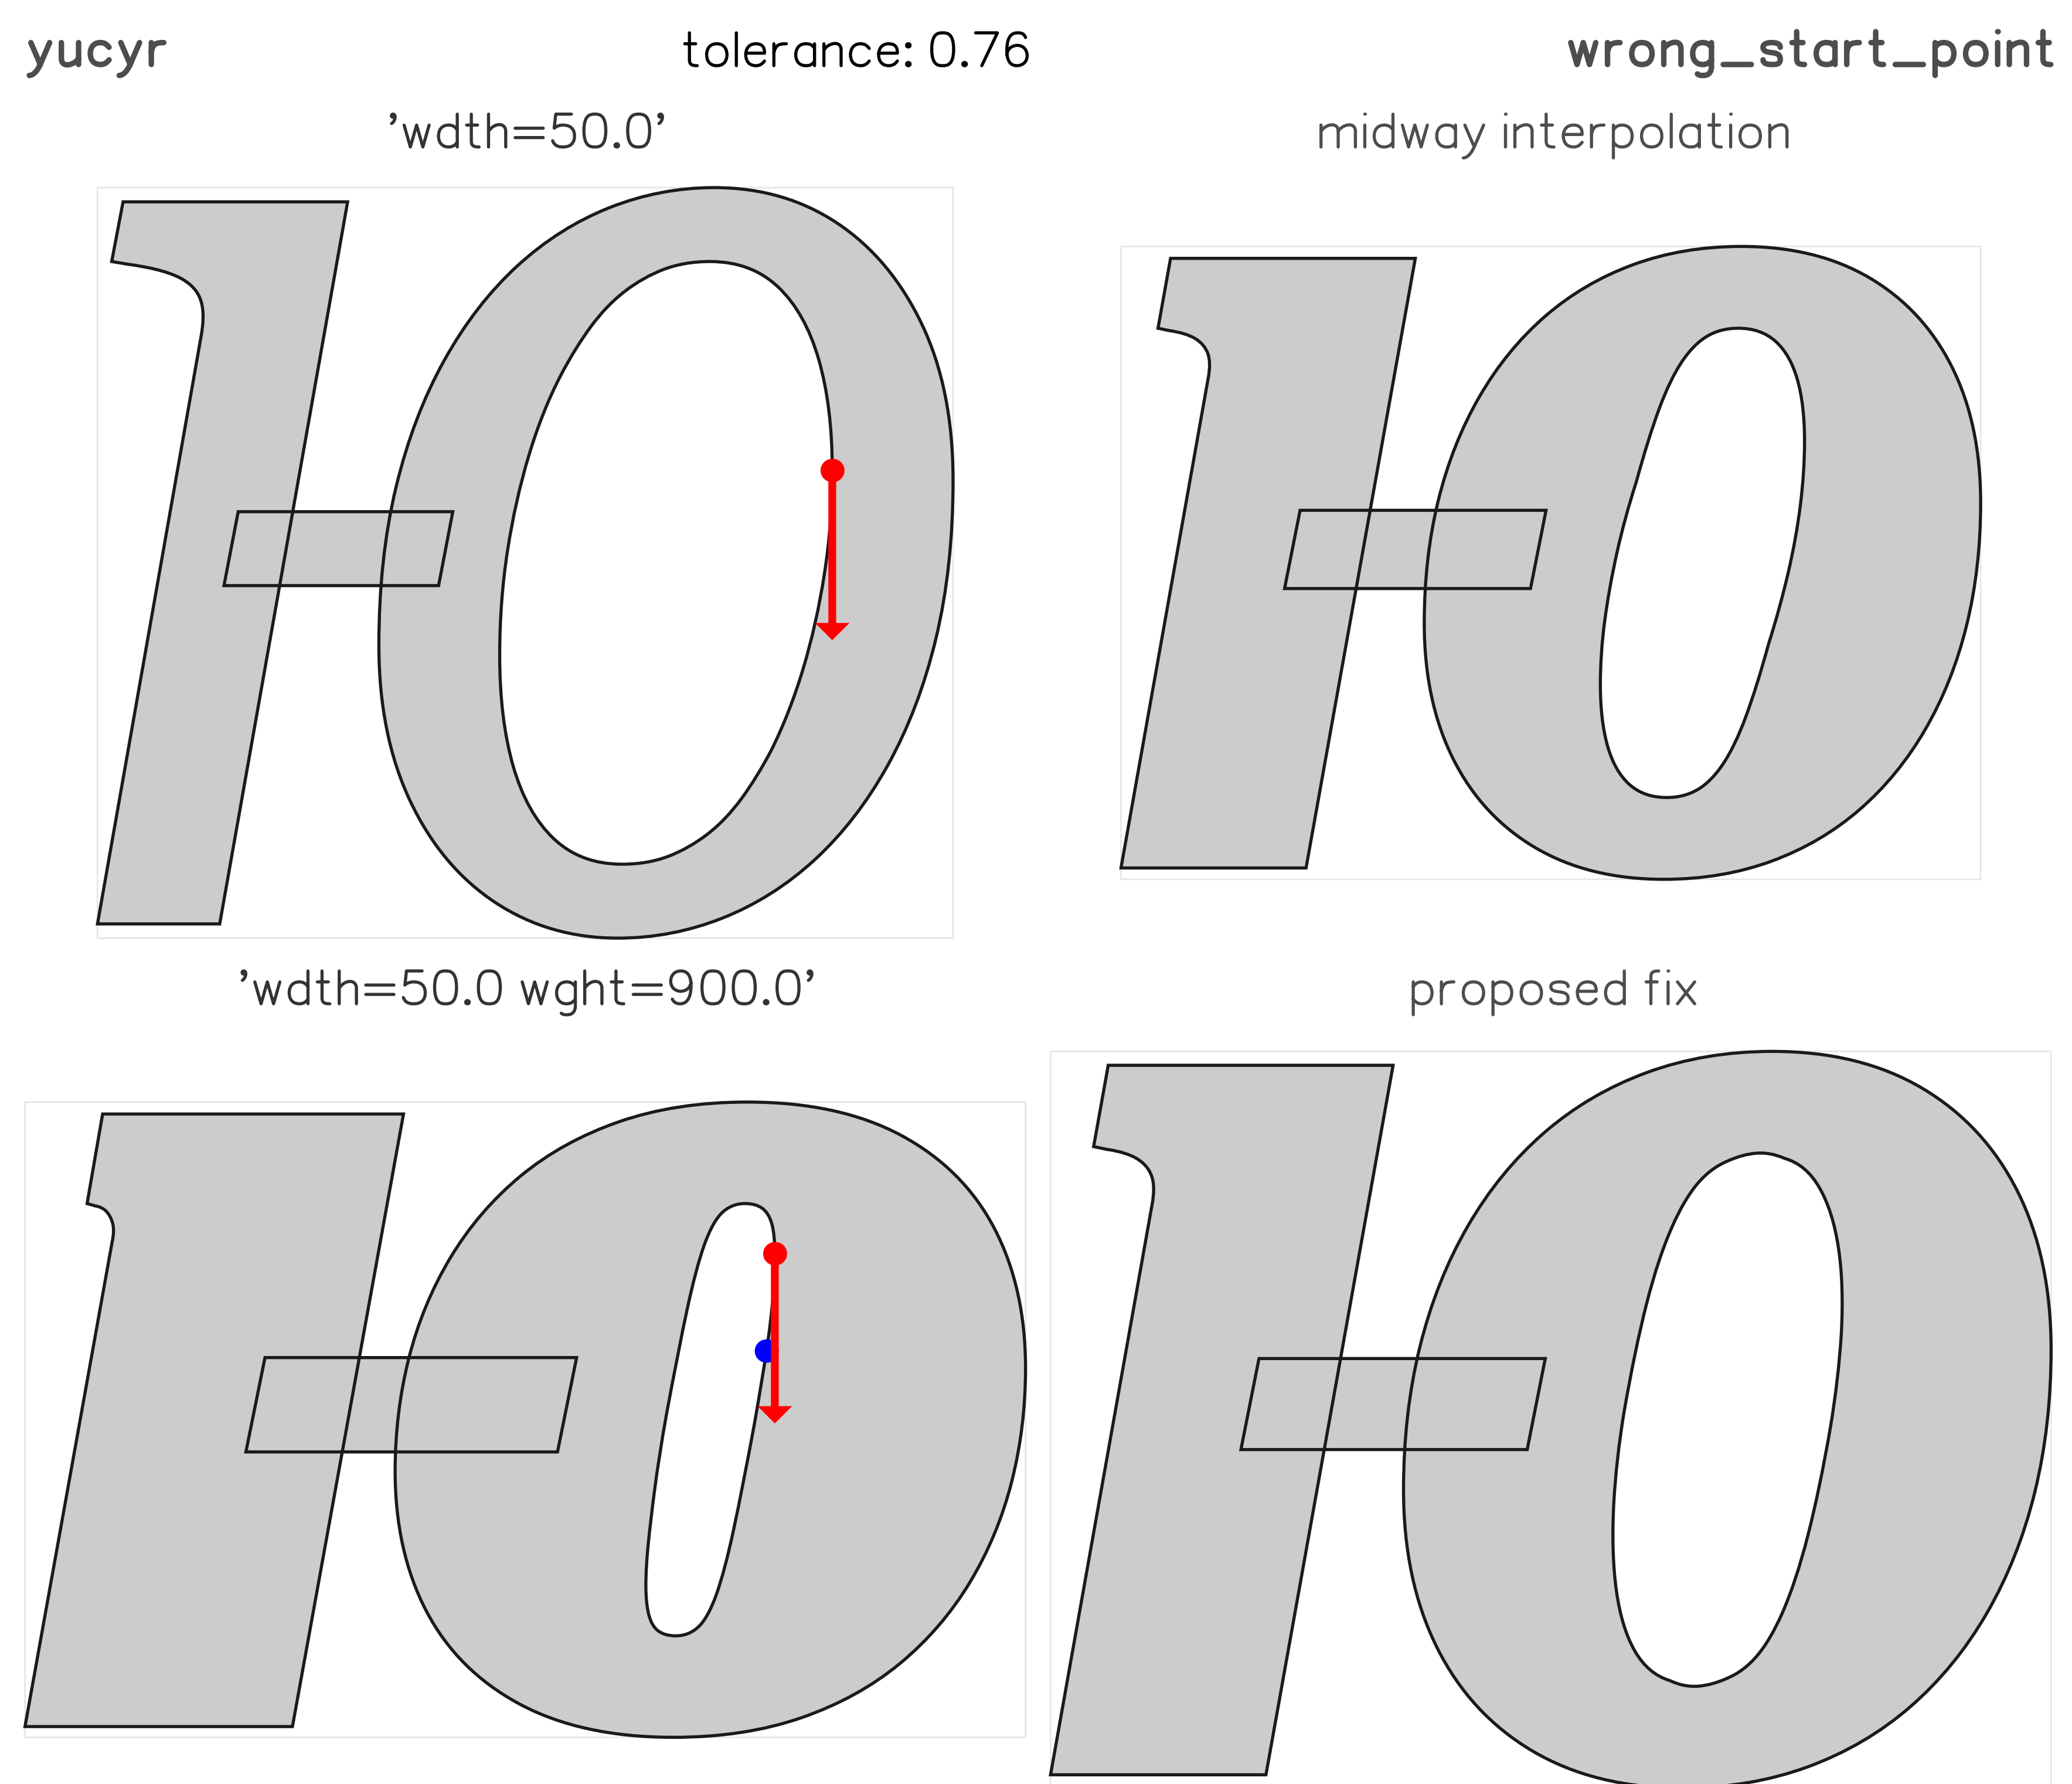 yucyr tolerance: 0.76 wrong_start_point
'wdth=50.0' midway interpolation
'wdth=50.0 wght=900.0' proposed fix